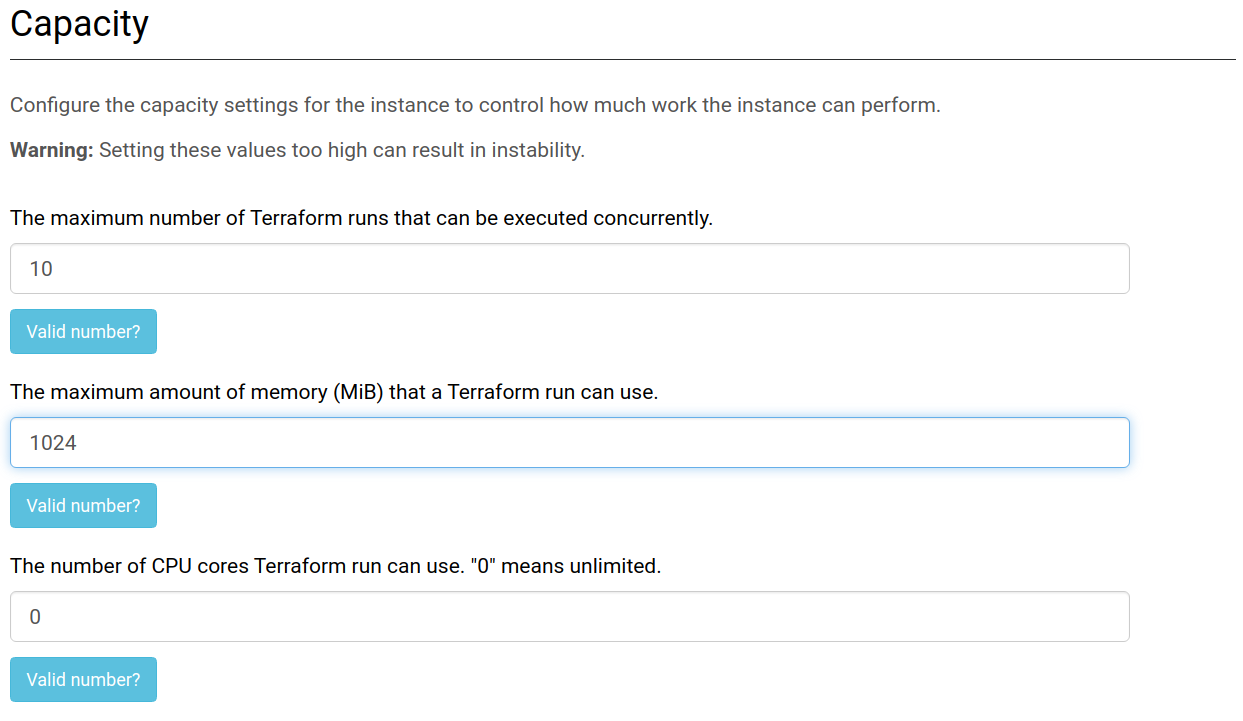 Capacity
Configure the capacity settings for the instance to control how much work the instance can perform.
Warning: Setting these values too high can result in instability.
The maximum number of Terraform runs that can be executed concurrently.
10
Valid number?
The maximum amount of memory (MiB) that a Terraform run can use.
1024
Valid number?
The number of CPU cores Terraform run can use. "0" means unlimited.
0
Valid number?